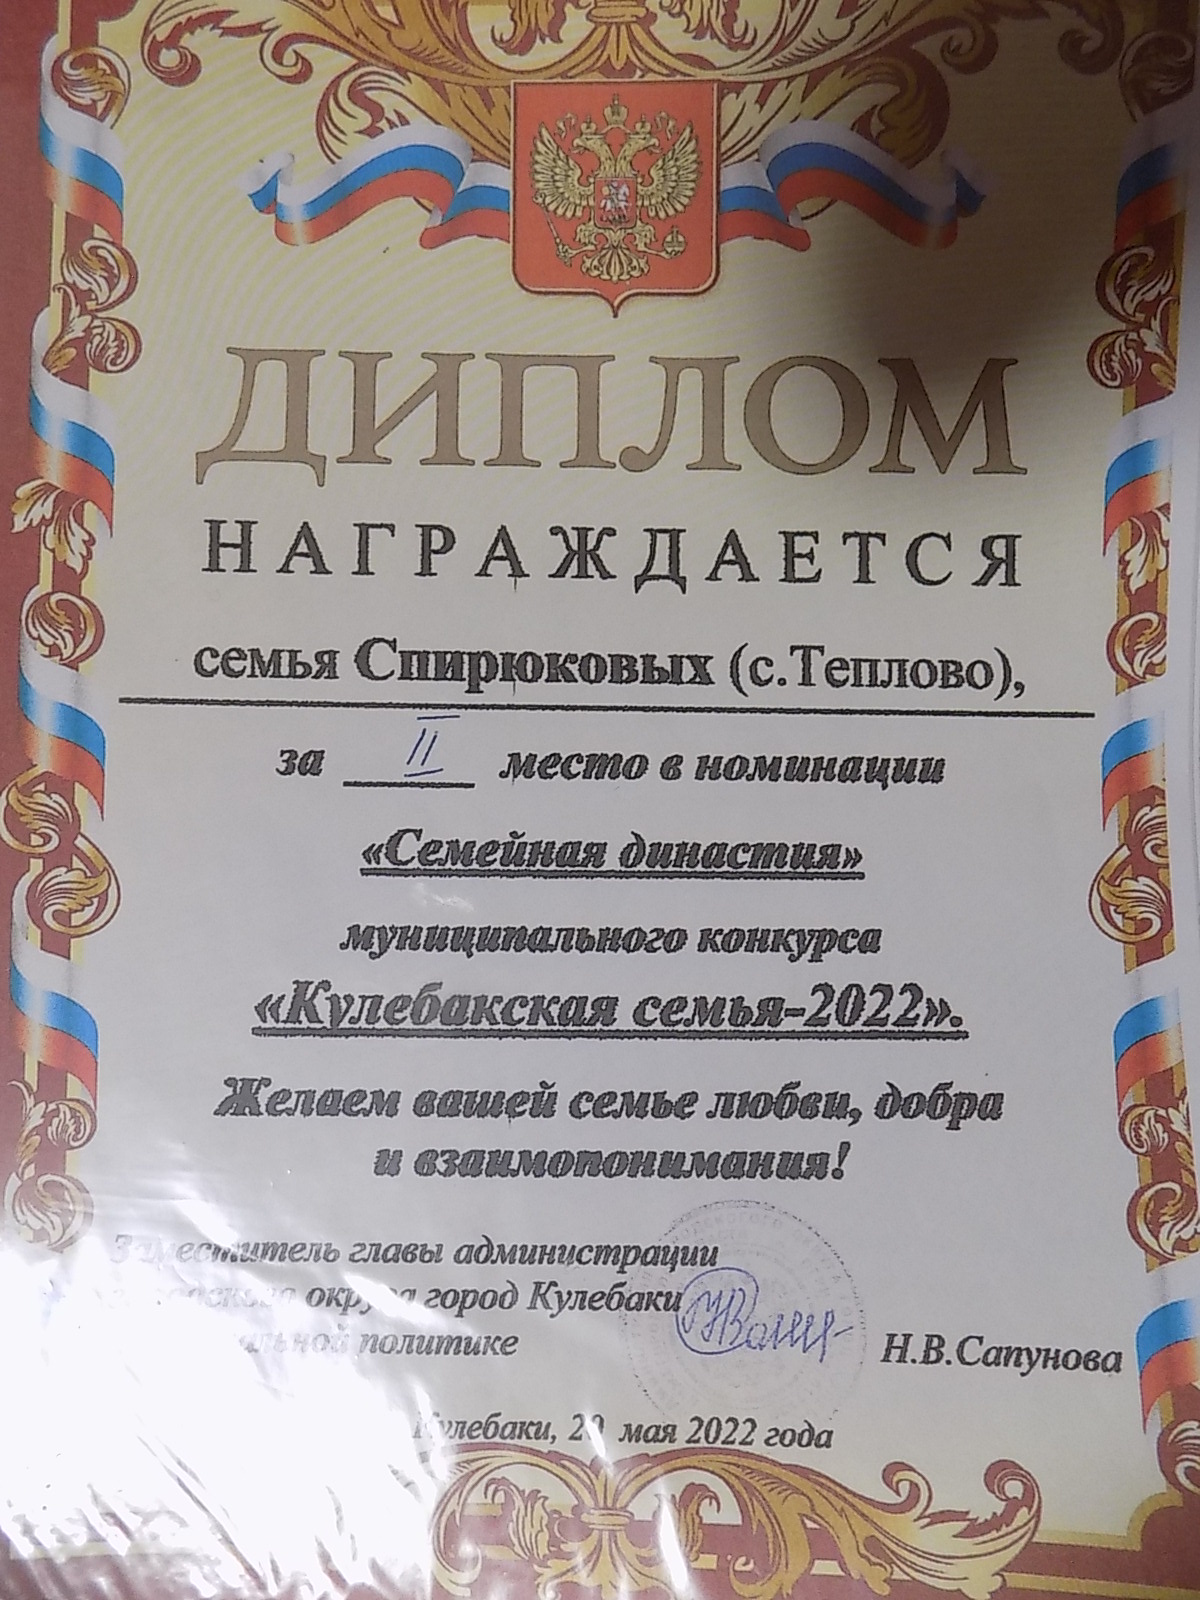 ДИПЛОМ
НАГРАЖДАЕТСЯ
семья Спирюковых (с.Теплово),
за II место в номинации
«Семейная династия»
муниципального конкурса
«Кулебакская семья-2022».
Желаем вашей семье любви, добра
и взаимопонимания!
Заместитель главы администрации
округа город Кулебаки
политике
Н.В.Сапунова
Кулебаки, мая 2022 года